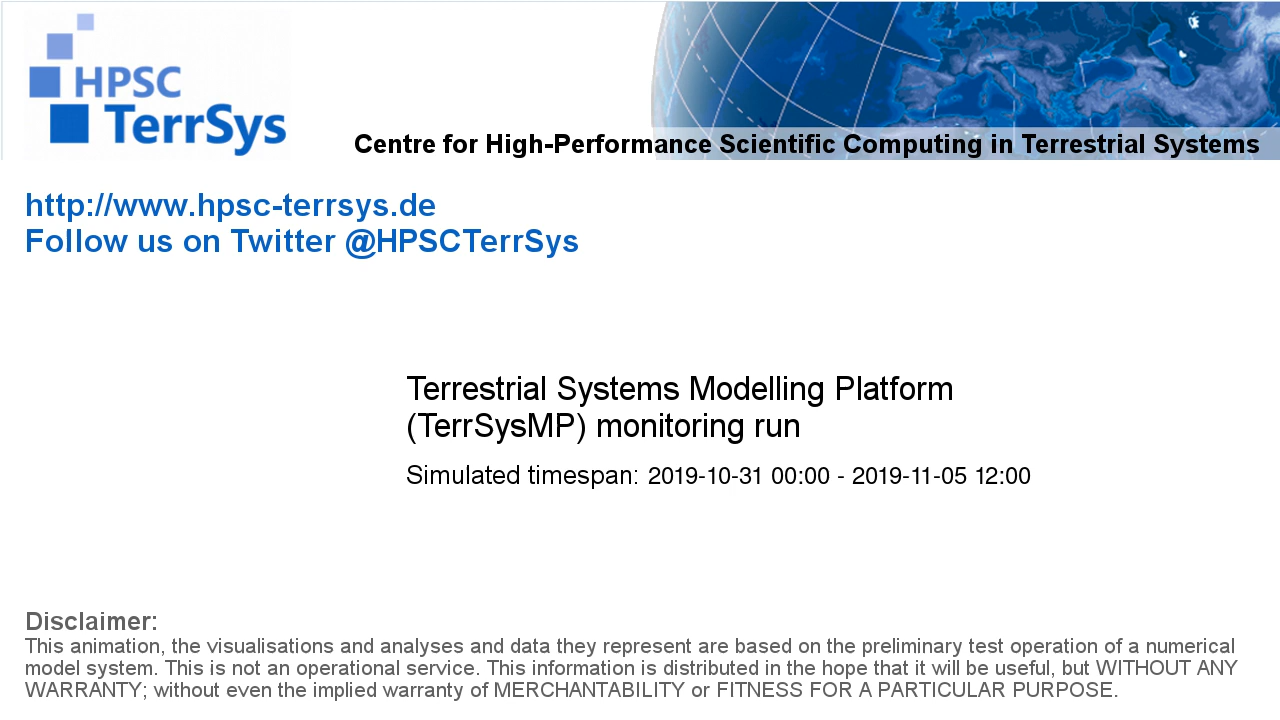 HPSC
TerrSys
Centre for High-Performance Scientific Computing in Terrestrial Systems
http://www.hpsc-terrsys.de
Follow us on Twitter @HPSCTerrSys
Terrestrial Systems Modelling Platform
(TerrSysMP) monitoring run
Simulated timespan: 2019-10-31 00:00 - 2019-11-05 12:00
Disclaimer:
This animation, the visualisations and analyses and data they represent are based on the preliminary test operation of a numerical
model system. This is not an operational service. This information is distributed in the hope that it will be useful, but WITHOUT ANY
WARRANTY; without even the implied warranty of MERCHANTABILITY or FITNESS FOR A PARTICULAR PURPOSE.